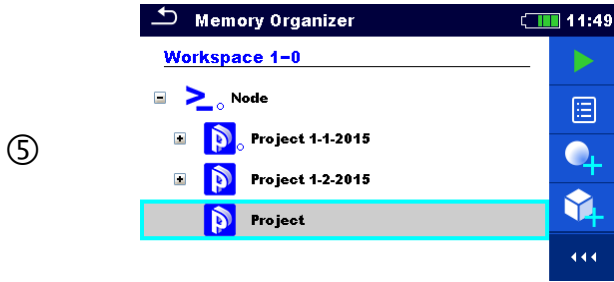 Memory Organizer 11:49
Workspace 1-0
Node
⑤
Project 1-1-2015
Project 1-2-2015
Project